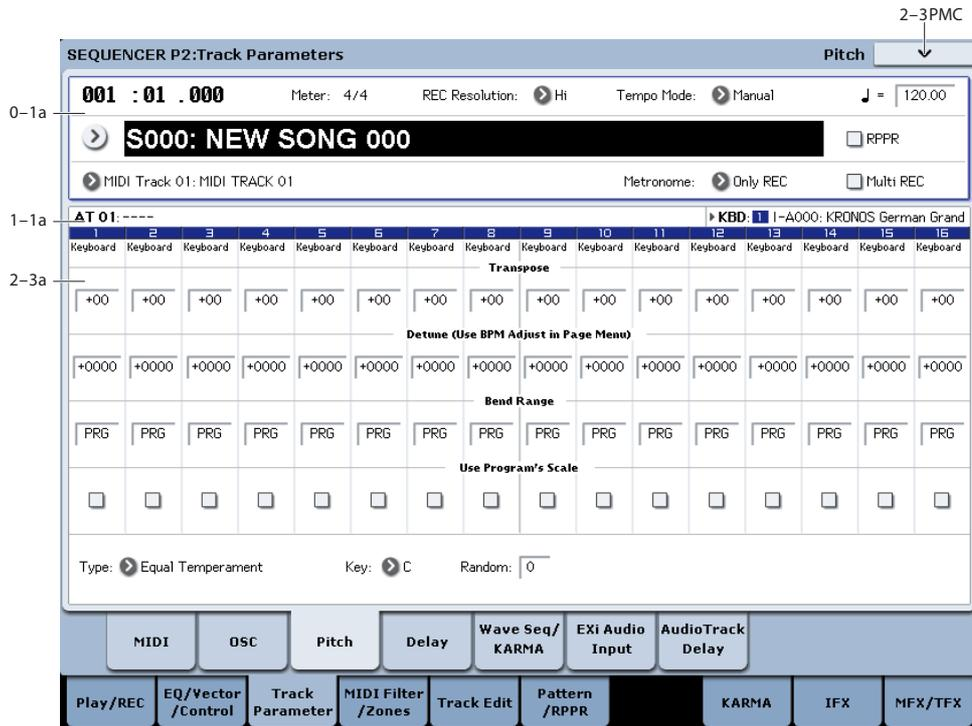 2–3PMC
SEQUENCER P2:Track Parameters Pitch
0–1a
001 :01 .000 Meter: 4/4 REC Resolution: Hi Tempo Mode: Manual ♩ = 120.00
S000: NEW SONG 000 RPPR
MIDI Track 01: MIDI TRACK 01 Metronome: Only REC Multi REC
1–1a
AT 01:---- KBD: 1 I-A000: KRONOS German Grand
1 2 3 4 5 6 7 8 9 10 11 12 13 14 15 16
Keyboard Keyboard Keyboard Keyboard Keyboard Keyboard Keyboard Keyboard Keyboard Keyboard Keyboard Keyboard Keyboard Keyboard Keyboard Keyboard
2–3a
Transpose
+00 +00 +00 +00 +00 +00 +00 +00 +00 +00 +00 +00 +00 +00 +00 +00
Detune (Use BPM Adjust in Page Menu)
+0000 +0000 +0000 +0000 +0000 +0000 +0000 +0000 +0000 +0000 +0000 +0000 +0000 +0000 +0000 +0000
Bend Range
PRG PRG PRG PRG PRG PRG PRG PRG PRG PRG PRG PRG PRG PRG PRG PRG
Use Program's Scale
Type: Equal Temperament Key: C Random: 0
MIDI OSC Pitch Delay Wave Seq/ KARMA EXi Audio Input AudioTrack Delay
Play/REC EQ/Vector /Control Track Parameter MIDI Filter /Zones Track Edit Pattern /RPPR KARMA IFX MFX/TFX